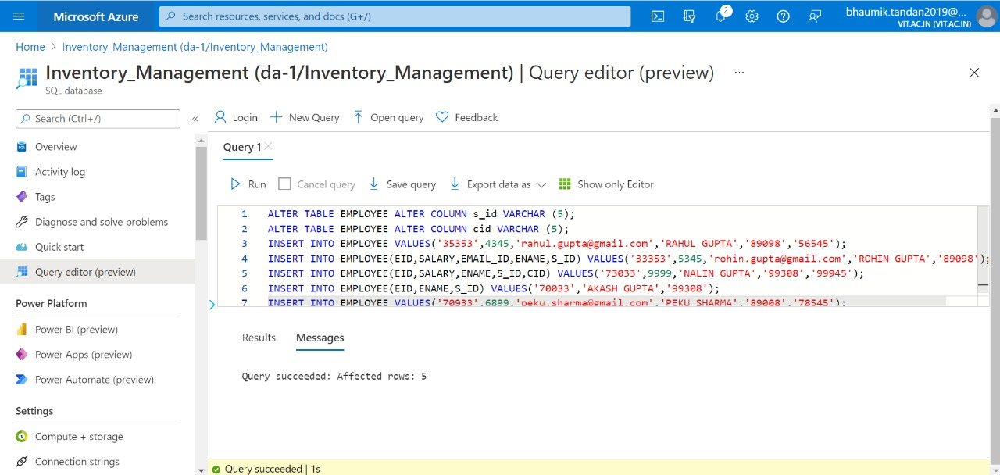 Microsoft Azure
Search resources, services, and docs (G+/)
2
bhaumik.tandan2019@...
VIT.AC.IN (VIT.AC.IN)
Home > Inventory_Management (da-1/Inventory_Management)
Inventory_Management (da-1/Inventory_Management) | Query editor (preview) ...
SQL database
Search (Ctrl+/)
«
Overview
Activity log
Tags
Diagnose and solve problems
Quick start
Query editor (preview)
Power Platform
Power BI (preview)
Power Apps (preview)
Power Automate (preview)
Settings
Compute + storage
Connection strings
Login
New Query
Open query
Feedback
Query 1
Run
Cancel query
Save query
Export data as
Show only Editor
1 ALTER TABLE EMPLOYEE ALTER COLUMN s_id VARCHAR (5);
2 ALTER TABLE EMPLOYEE ALTER COLUMN cid VARCHAR (5);
3 INSERT INTO EMPLOYEE VALUES('35353',4345,'rahul.gupta@gmail.com','RAHUL GUPTA','89098','56545');
4 INSERT INTO EMPLOYEE(EID,SALARY,EMAIL_ID,ENAME,S_ID) VALUES('33353',5345,'rohin.gupta@gmail.com','ROHIN GUPTA','89098');
5 INSERT INTO EMPLOYEE(EID,SALARY,ENAME,S_ID,CID) VALUES('73033',9999,'NALIN GUPTA','99308','99945');
6 INSERT INTO EMPLOYEE(EID,ENAME,S_ID) VALUES('70033','AKASH GUPTA','99308');
7 INSERT INTO EMPLOYEE VALUES('70933',6899,'peku.sharma@gmail.com','PEKU SHARMA','89008','78545');
Results
Messages
Query succeeded: Affected rows: 5
Query succeeded | 1s